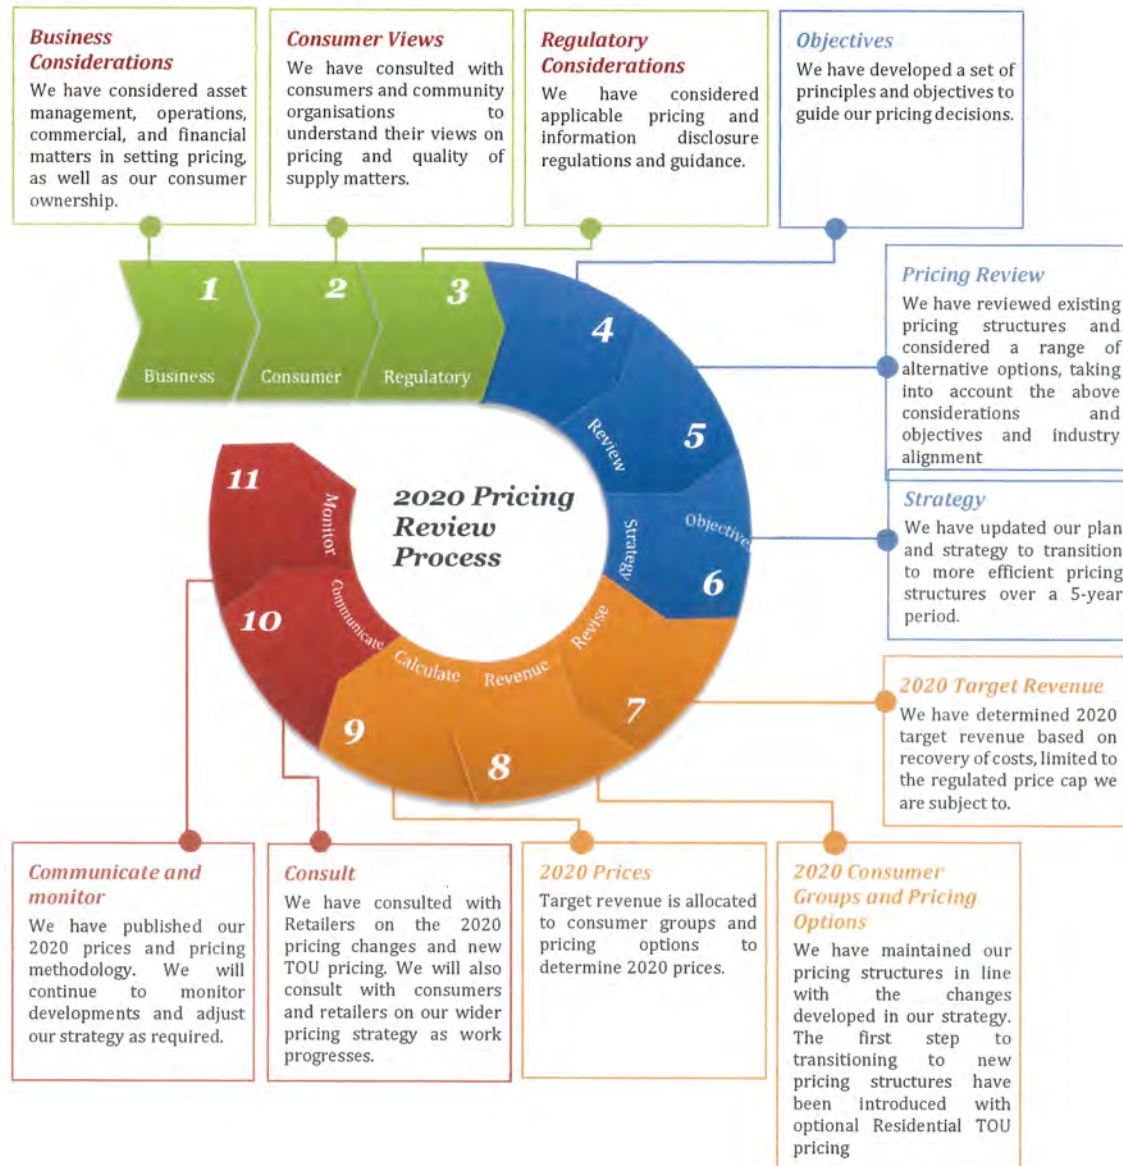 Business
Considerations
We have considered asset
management, operations,
commercial, and financial
matters in setting pricing,
as well as our consumer
ownership.
Consumer Views
We have consulted with
consumers and community
organisations to
understand their views on
pricing and quality of
supply matters.
Regulatory
Considerations
We have considered
applicable pricing and
information disclosure
regulations and guidance.
Objectives
We have developed a set of
principles and objectives to
guide our pricing decisions.
1
Business
2
Consumer
3
Regulatory
4
5
Review
6
Objectives
Strategy
7
Revise
8
Revenue
9
Calculate
10
Communicate
11
Monitor
2020 Pricing
Review
Process
Pricing Review
We have reviewed existing
pricing structures and
considered a range of
alternative options, taking
into account the above
considerations and
objectives and industry
alignment
Strategy
We have updated our plan
and strategy to transition
to more efficient pricing
structures over a 5-year
period.
2020 Target Revenue
We have determined 2020
target revenue based on
recovery of costs, limited to
the regulated price cap we
are subject to.
Communicate and
monitor
We have published our
2020 prices and pricing
methodology. We will
continue to monitor
developments and adjust
our strategy as required.
Consult
We have consulted with
Retailers on the 2020
pricing changes and new
TOU pricing. We will also
consult with consumers
and retailers on our wider
pricing strategy as work
progresses.
2020 Prices
Target revenue is allocated
to consumer groups and
pricing options to
determine 2020 prices.
2020 Consumer
Groups and Pricing
Options
We have maintained our
pricing structures in line
with the changes
developed in our strategy.
The first step to
transitioning to new
pricing structures have
been introduced with
optional Residential TOU
pricing